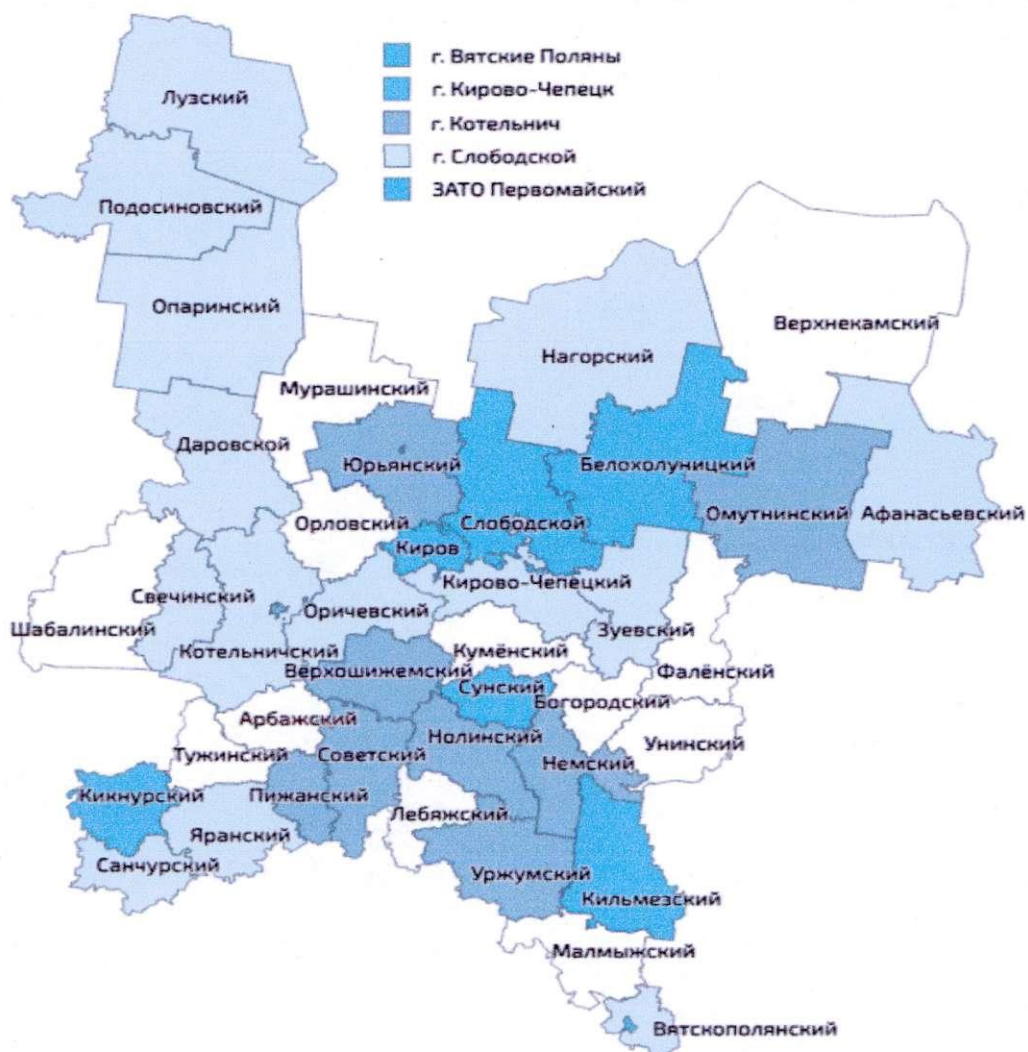 г. Вятские Поляны
г. Кирово-Чепецк
г. Котельнич
г. Слободской
ЗАТО Первомайский
Лузский
Подосиновский
Опаринский
Верхнекамский
Нагорский
Мурашинский
Даровской
Юрьянский
Белохолуницкий
Омутнинский
Афанасьевский
Орловский
Слободской
Киров
Кирово-Чепецкий
Свечинский
Оричевский
Шабалинский
Зуевский
Котельничский
Кумёнский
Верхошижемский
Фалёнский
Сунский
Богородский
Арбажский
Нолинский
Унинский
Тужинский
Советский
Немский
Кикнурский
Пижанский
Лебяжский
Яранский
Санчурский
Уржумский
Кильмезский
Малмыжский
Вятскополянский